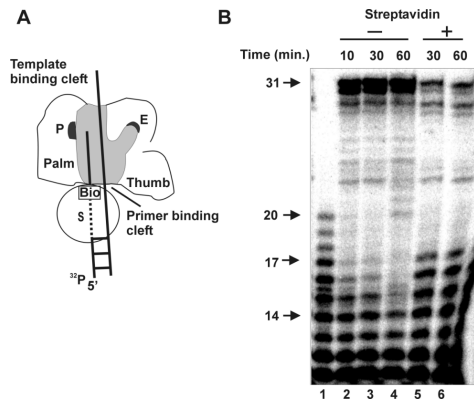 A
Template
binding cleft
P
E
Palm
Bio
Thumb
S
Primer binding
cleft
32P 5'
B
Streptavidin
— +
Time (min.) 10 30 60 30 60
31
20
17
14
1 2 3 4 5 6